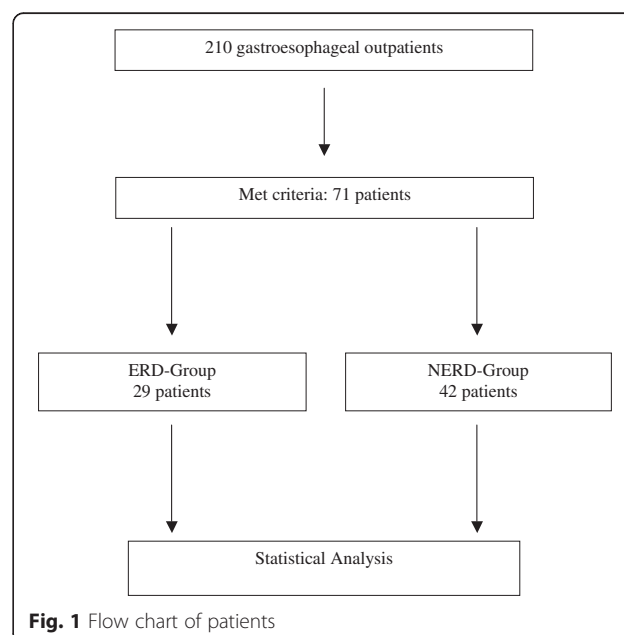 210 gastroesophageal outpatients
Met criteria: 71 patients
ERD-Group
29 patients
NERD-Group
42 patients
Statistical Analysis
Fig. 1 Flow chart of patients